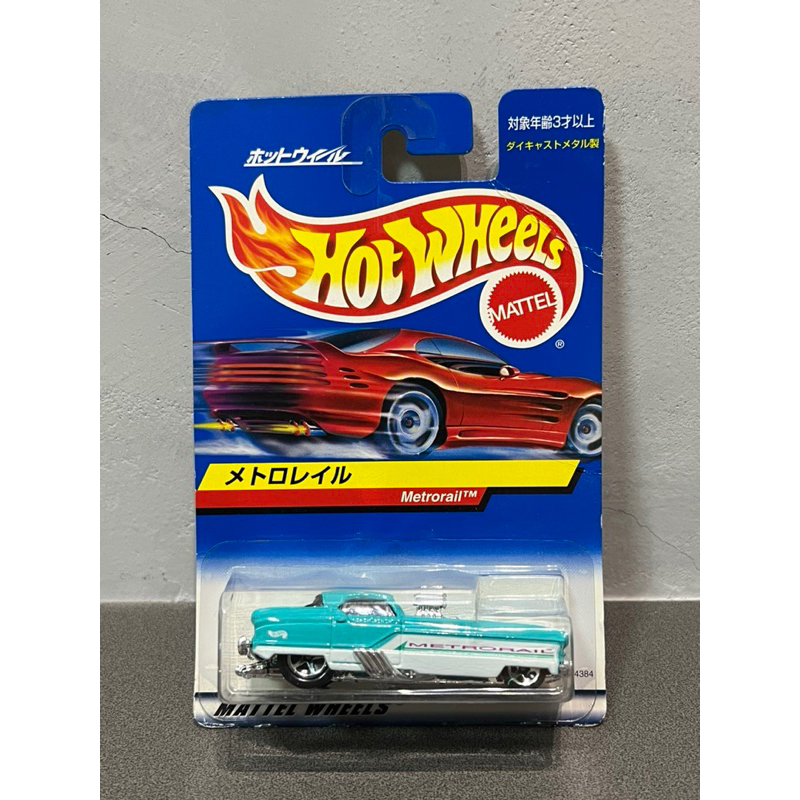 ホットウィール
対象年齢3才以上
ダイキャストメタル製
HOT WHEELS
MATTEL
®
メトロレイル
Metrorail™
METRORAIL
4384
MATTEL WHEELS